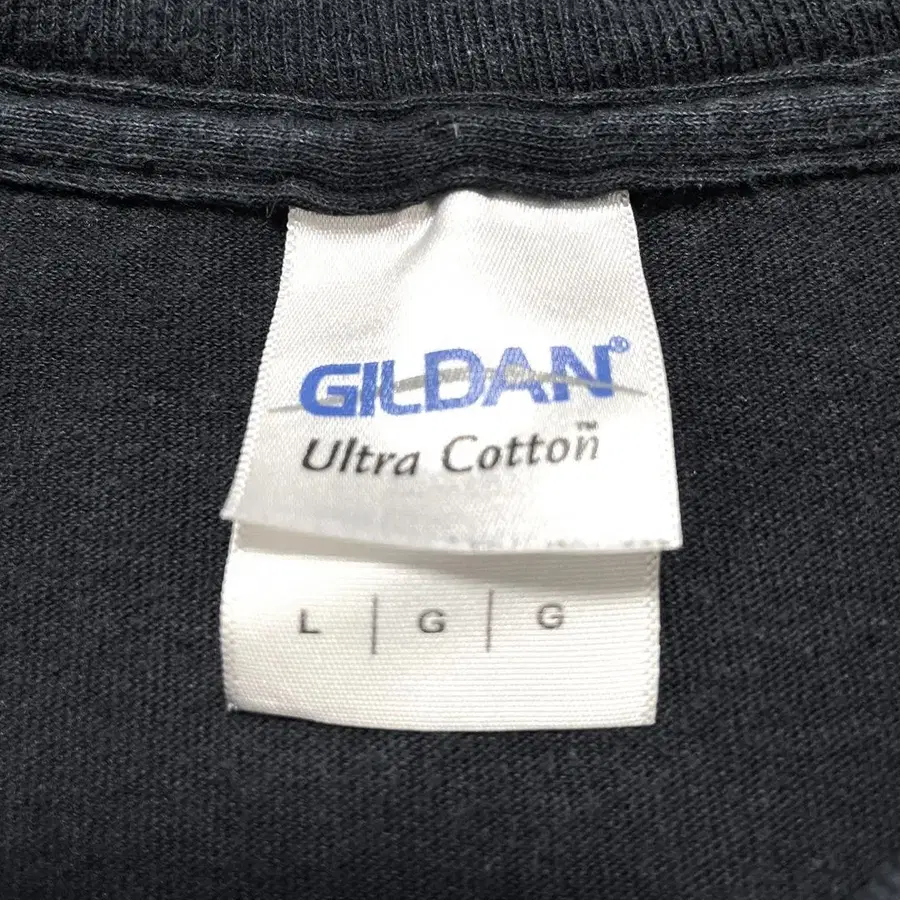 GILDAN®
Ultra Cotton™
L | G | G